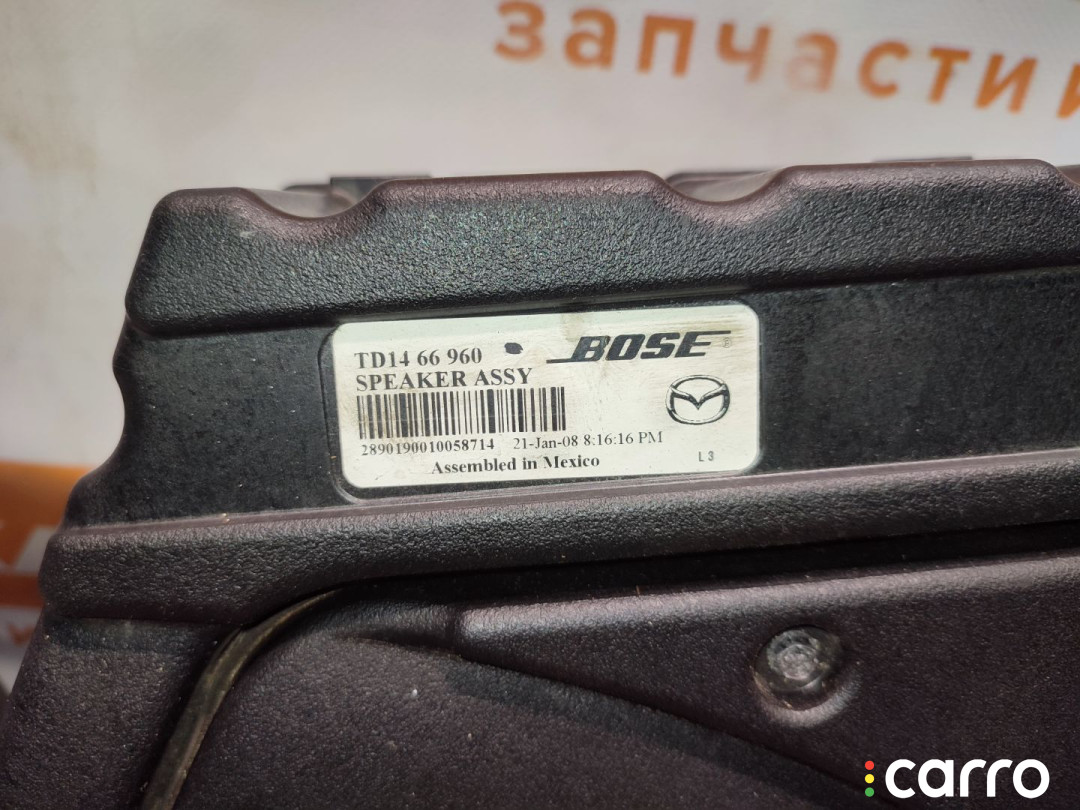 запчасти и
TD14 66 960
BOSE
SPEAKER ASSY
2890190010058714 21-Jan-08 8:16:16 PM
Assembled in Mexico
L3
carro